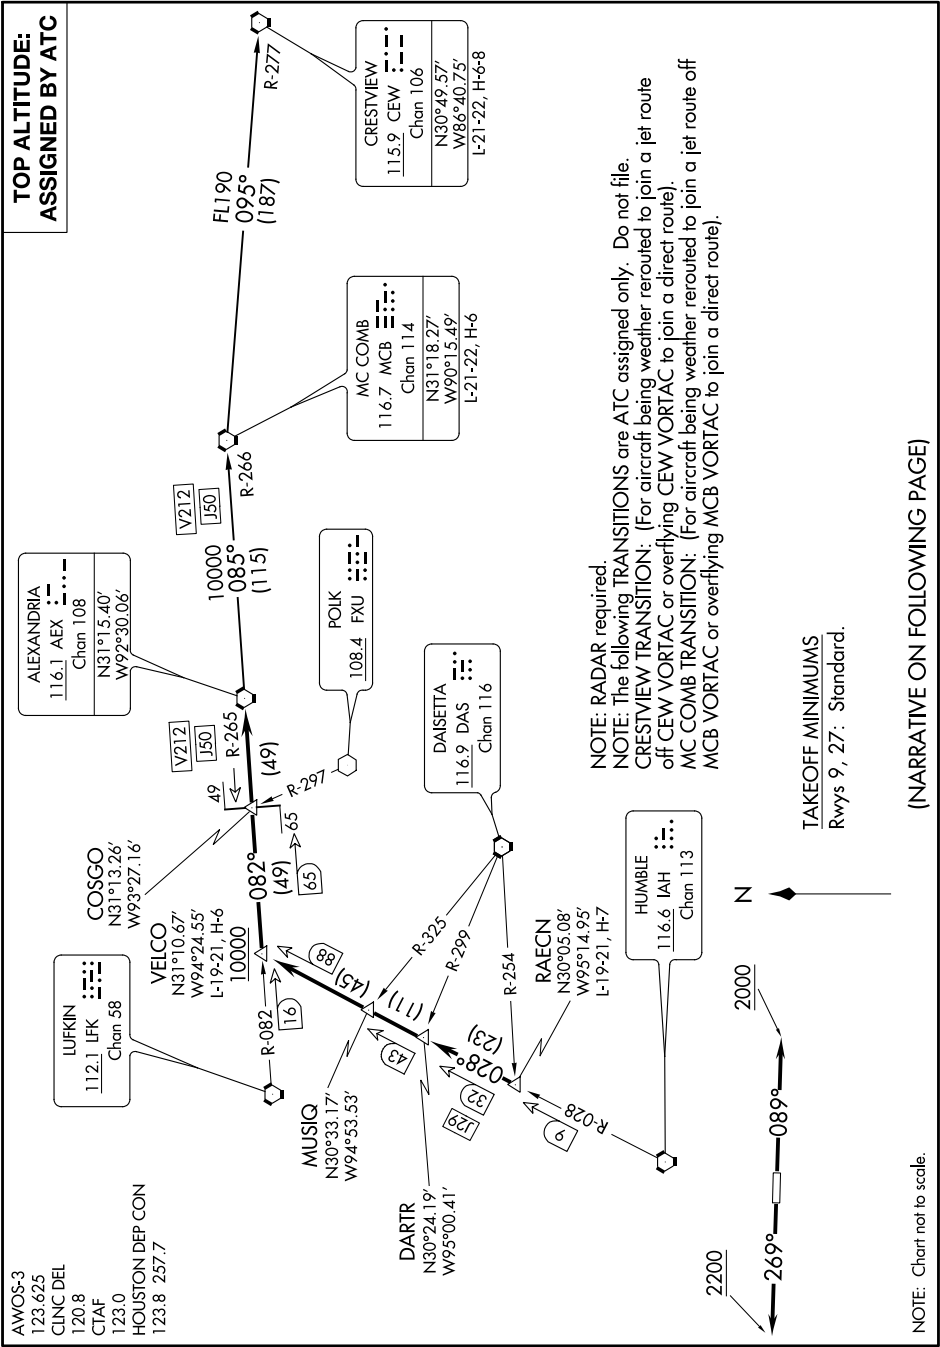 TOP ALTITUDE:
ASSIGNED BY ATC
AWOS-3
123.625
CLNC DEL
120.8
CTAF
123.0
HOUSTON DEP CON
123.8 257.7
LUFKIN
112.1 LFK
Chan 58
ALEXANDRIA
116.1 AEX
Chan 108
N31°15.40'
W92°30.06'
CRESTVIEW
115.9 CEW
Chan 106
N30°49.57'
W86°40.75'
L-21-22, H-6-8
MC COMB
116.7 MCB
Chan 114
N31°18.27'
W90°15.49'
L-21-22, H-6
POLK
108.4 FXU
DAISETTA
116.9 DAS
Chan 116
HUMBLE
116.6 IAH
Chan 113
VELCO
N31°10.67'
W94°24.55'
L-19-21, H-6
10000
COSGO
N31°13.26'
W93°27.16'
MUSIQ
N30°33.17'
W94°53.53'
DARTR
N30°24.19'
W95°00.41'
RAECN
N30°05.08'
W95°14.95'
L-19-21, H-7
R-277
FL190
095°
(187)
R-266
V212
J50
10000
085°
(115)
V212
J50
R-265
(49)
49
R-297
65
65
082°
(49)
R-082
16
88
(45)
R-325
R-299
R-254
(11)
43
(23)
028°
32
J29
9
R-028
NOTE: RADAR required.
NOTE: The following TRANSITIONS are ATC assigned only. Do not file.
CRESTVIEW TRANSITION: (For aircraft being weather rerouted to join a jet route
off CEW VORTAC or overflying CEW VORTAC to join a direct route).
MC COMB TRANSITION: (For aircraft being weather rerouted to join a jet route off
MCB VORTAC or overflying MCB VORTAC to join a direct route).
TAKEOFF MINIMUMS
Rwys 9, 27: Standard.
N
2200
269°
089°
2000
(NARRATIVE ON FOLLOWING PAGE)
NOTE: Chart not to scale.